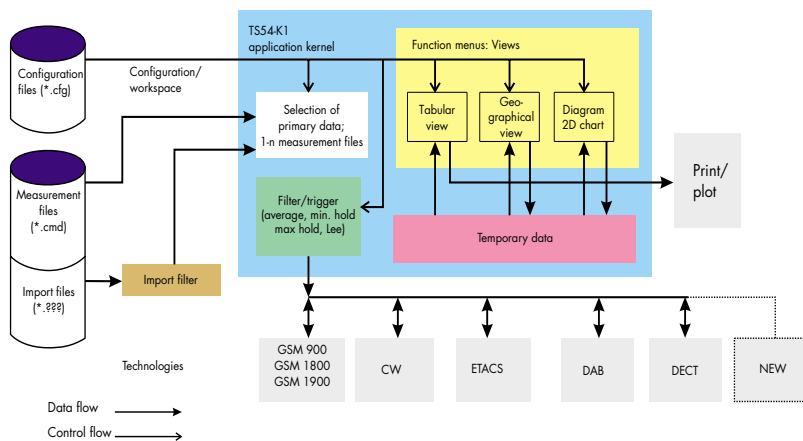 TS54-K1
application kernel
Function menus: Views
Configuration
files (*.cfg)
Configuration/
workspace
Selection of
primary data;
1-n measurement files
Tabular
view
Geo-
graphical
view
Diagram
2D chart
Print/
plot
Measurement
files
(*.cmd)
Filter/trigger
(average, min. hold
max hold, Lee)
Temporary data
Import filter
Import files
(*.???)
Technologies
GSM 900
GSM 1800
GSM 1900
CW
ETACS
DAB
DECT
NEW
Data flow
Control flow